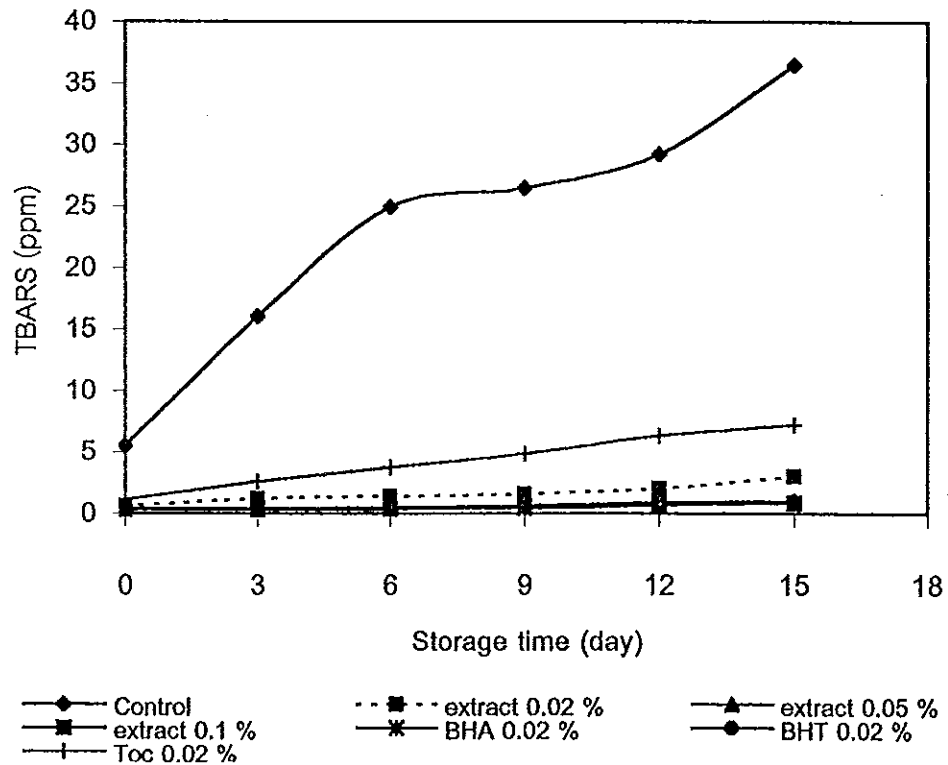 40
35
30
25
20
15
10
5
0
TBARS (ppm)
0 3 6 9 12 15 18
Storage time (day)
Control extract 0.02 % extract 0.05 %
extract 0.1 % BHA 0.02 % BHT 0.02 %
Toc 0.02 %